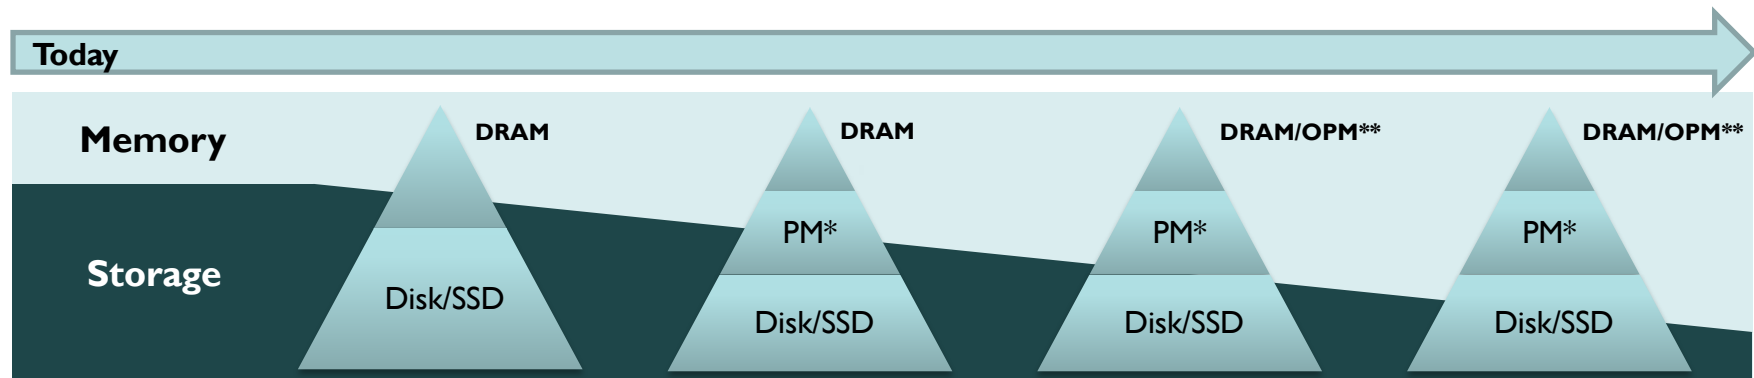 Today
Memory
DRAM
DRAM
DRAM/OPM**
DRAM/OPM**
PM*
PM*
PM*
Storage
Disk/SSD
Disk/SSD
Disk/SSD
Disk/SSD